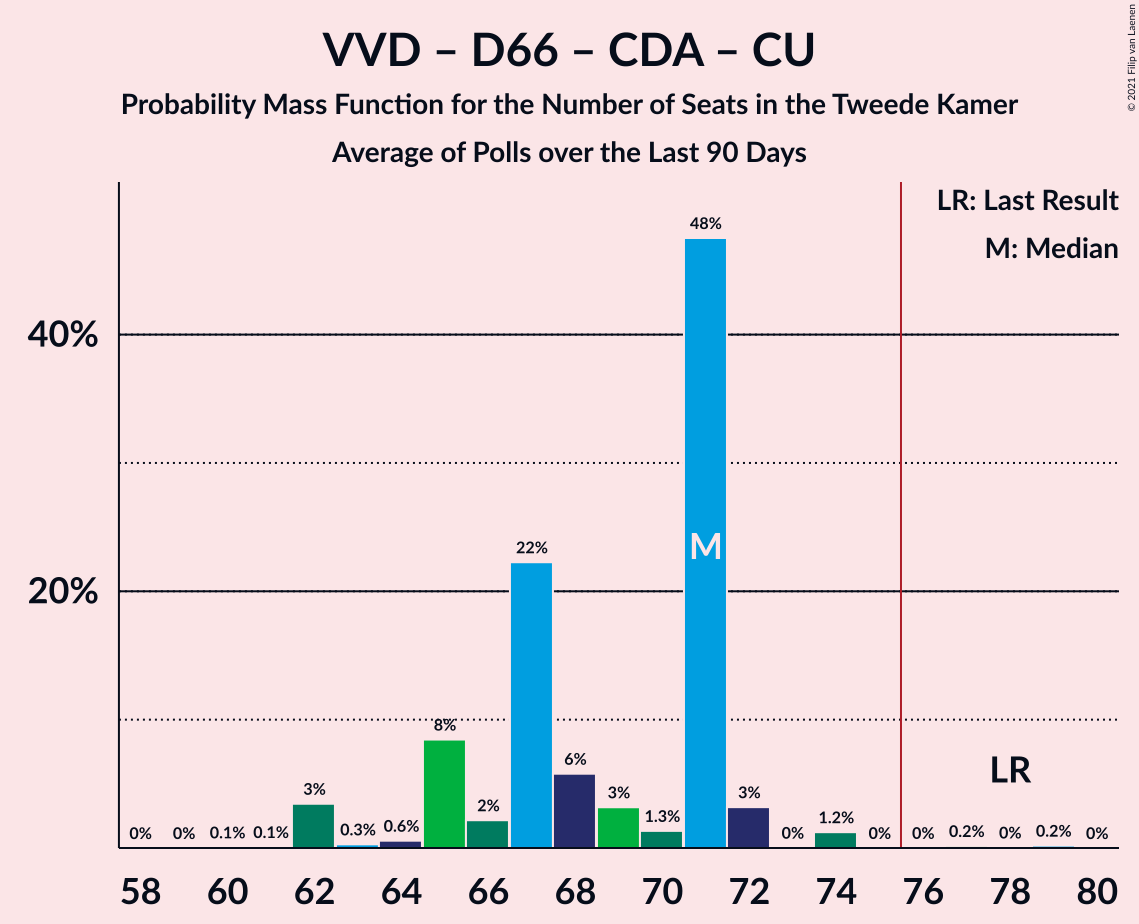 VVD – D66 – CDA – CU
Probability Mass Function for the Number of Seats in the Tweede Kamer
Average of Polls over the Last 90 Days
© 2021 Filip van Laenen
LR: Last Result
M: Median
40%
20%
0%
0%
0.1%
0.1%
3%
0.3%
0.6%
8%
2%
22%
6%
3%
1.3%
48%
M
3%
0%
1.2%
0%
0%
0.2%
0%
0.2%
0%
LR
58 60 62 64 66 68 70 72 74 76 78 80